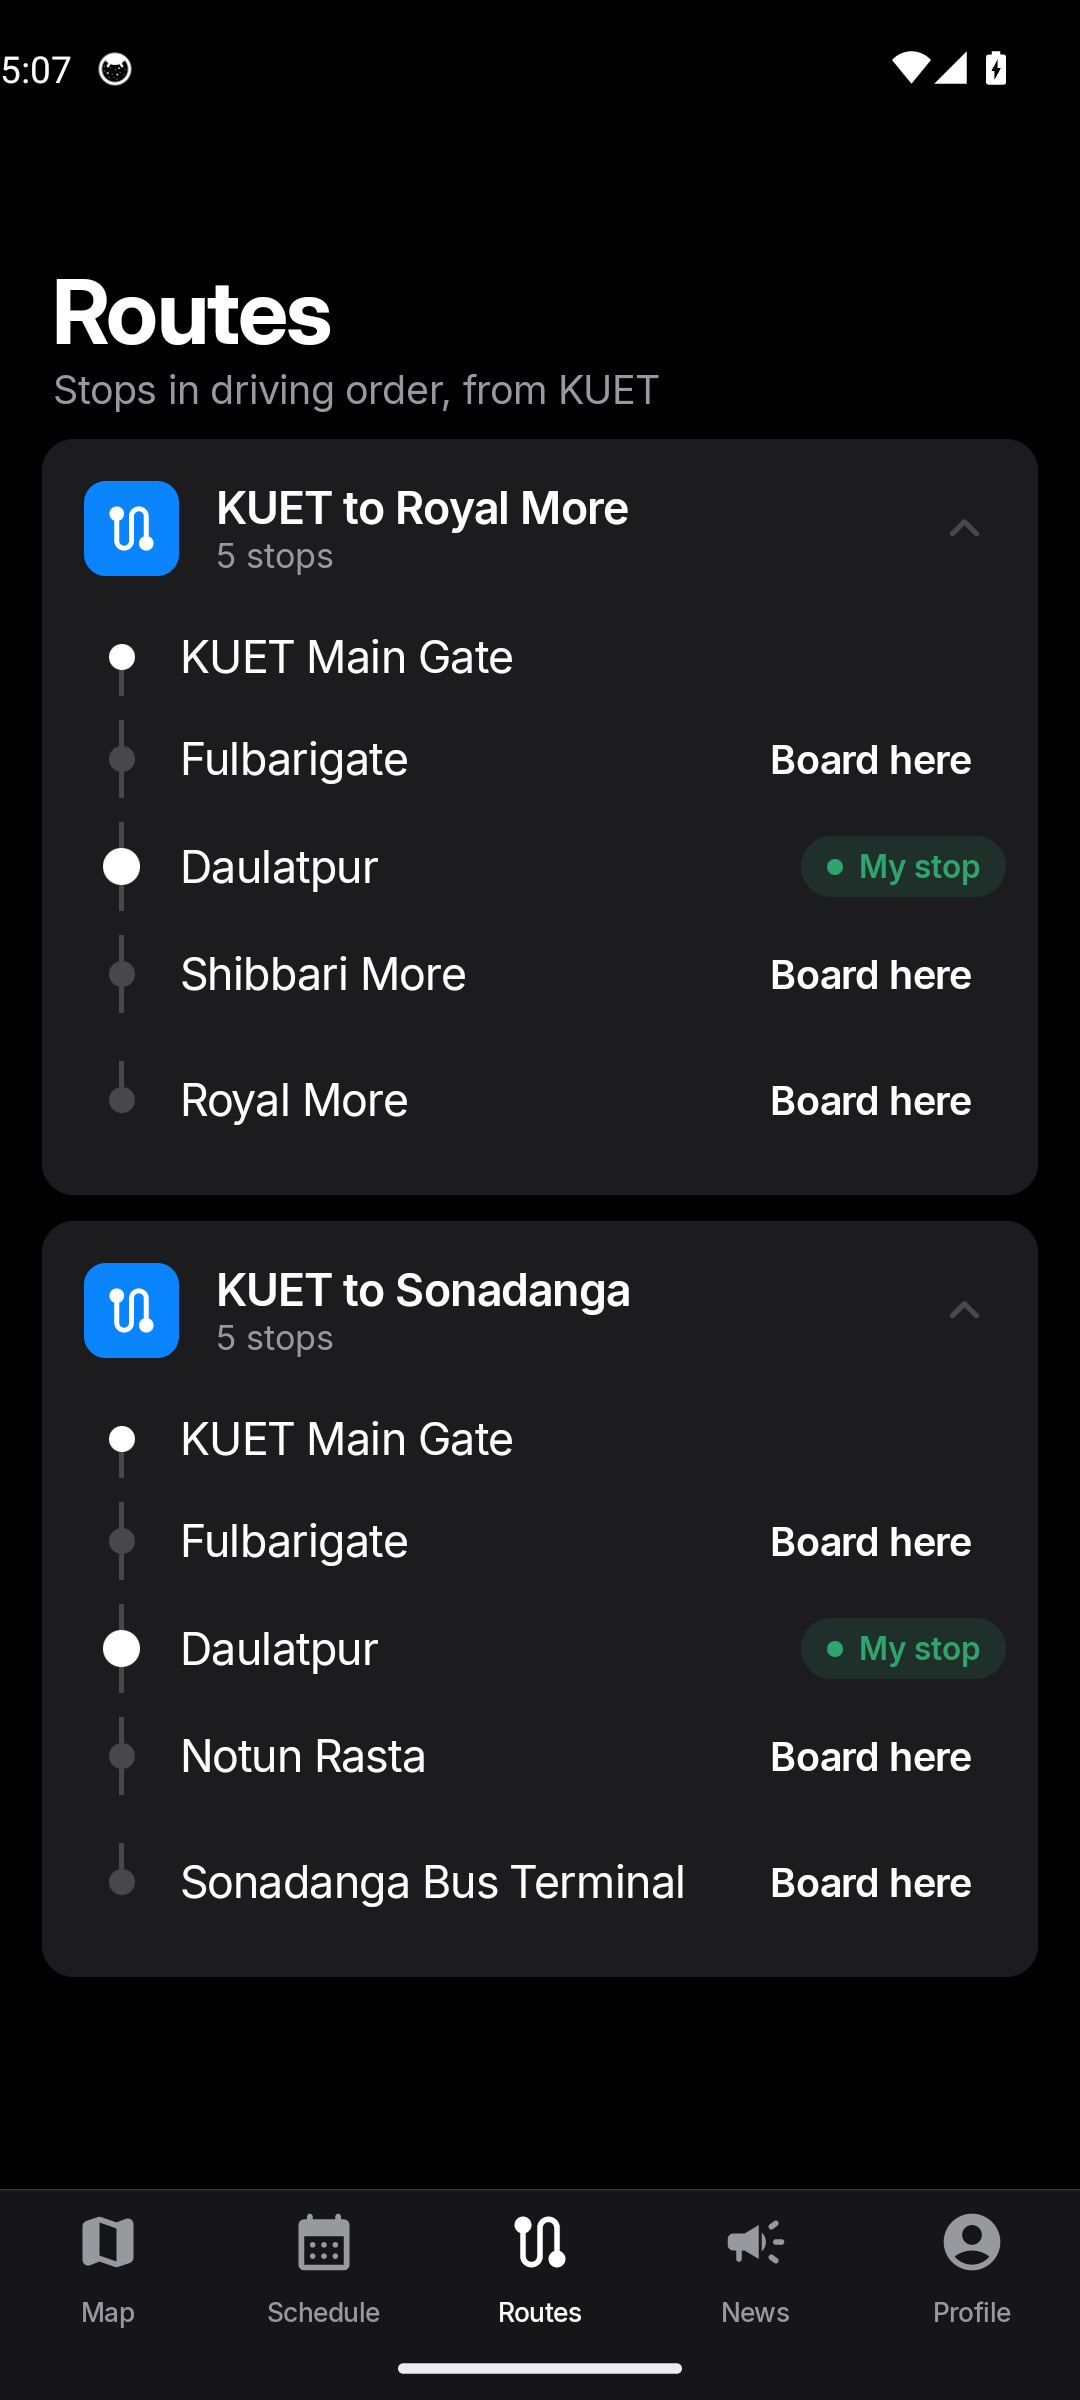 5:07
Routes
Stops in driving order, from KUET
KUET to Royal More
5 stops
KUET Main Gate
Fulbarigate Board here
Daulatpur My stop
Shibbari More Board here
Royal More Board here
KUET to Sonadanga
5 stops
KUET Main Gate
Fulbarigate Board here
Daulatpur My stop
Notun Rasta Board here
Sonadanga Bus Terminal Board here
Map Schedule Routes News Profile